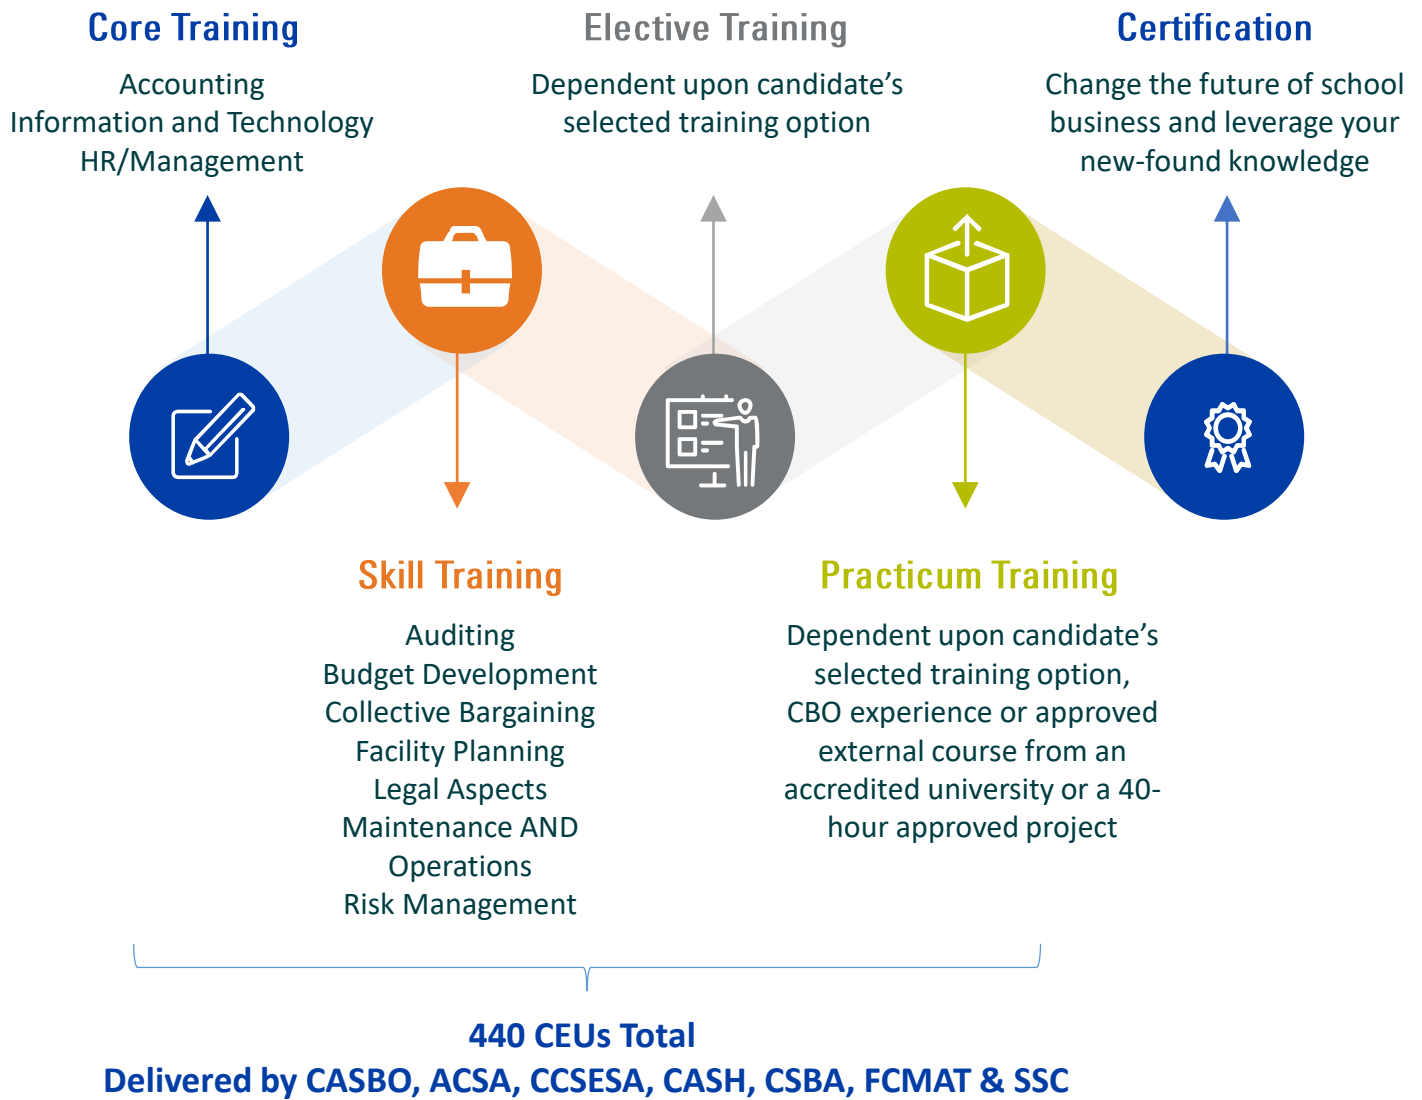 Core Training
Accounting
Information and Technology
HR/Management
Elective Training
Dependent upon candidate’s
selected training option
Certification
Change the future of school
business and leverage your
new-found knowledge
Skill Training
Auditing
Budget Development
Collective Bargaining
Facility Planning
Legal Aspects
Maintenance AND
Operations
Risk Management
Practicum Training
Dependent upon candidate’s
selected training option,
CBO experience or approved
external course from an
accredited university or a 40-
hour approved project
440 CEUs Total
Delivered by CASBO, ACSA, CCSESA, CASH, CSBA, FCMAT & SSC